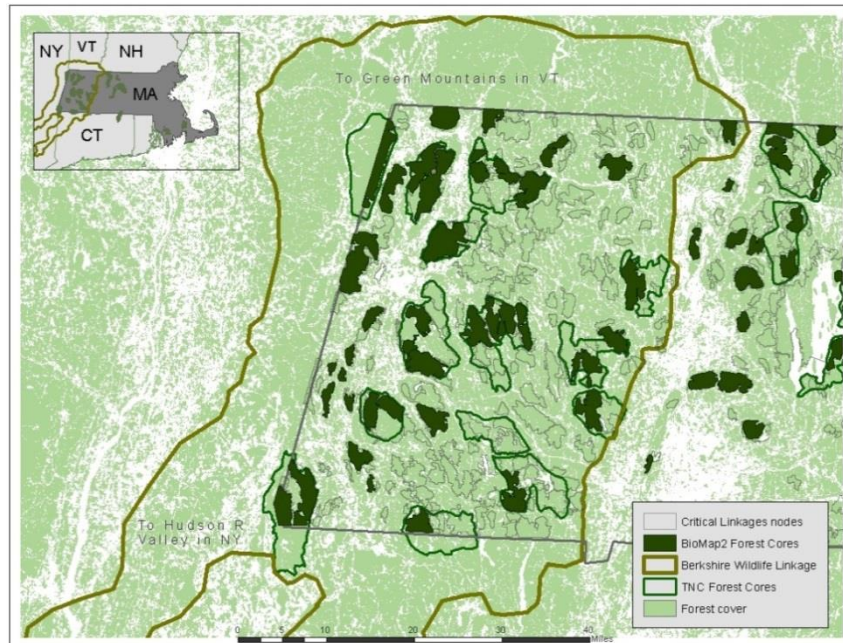 NY
VT
NH
MA
CT
To Green Mountains in VT
To Hudson R
Valley in NY
Critical Linkages nodes
BioMap2 Forest Cores
Berkshire Wildlife Linkage
TNC Forest Cores
Forest cover
0 5 10 20 30 40
Miles